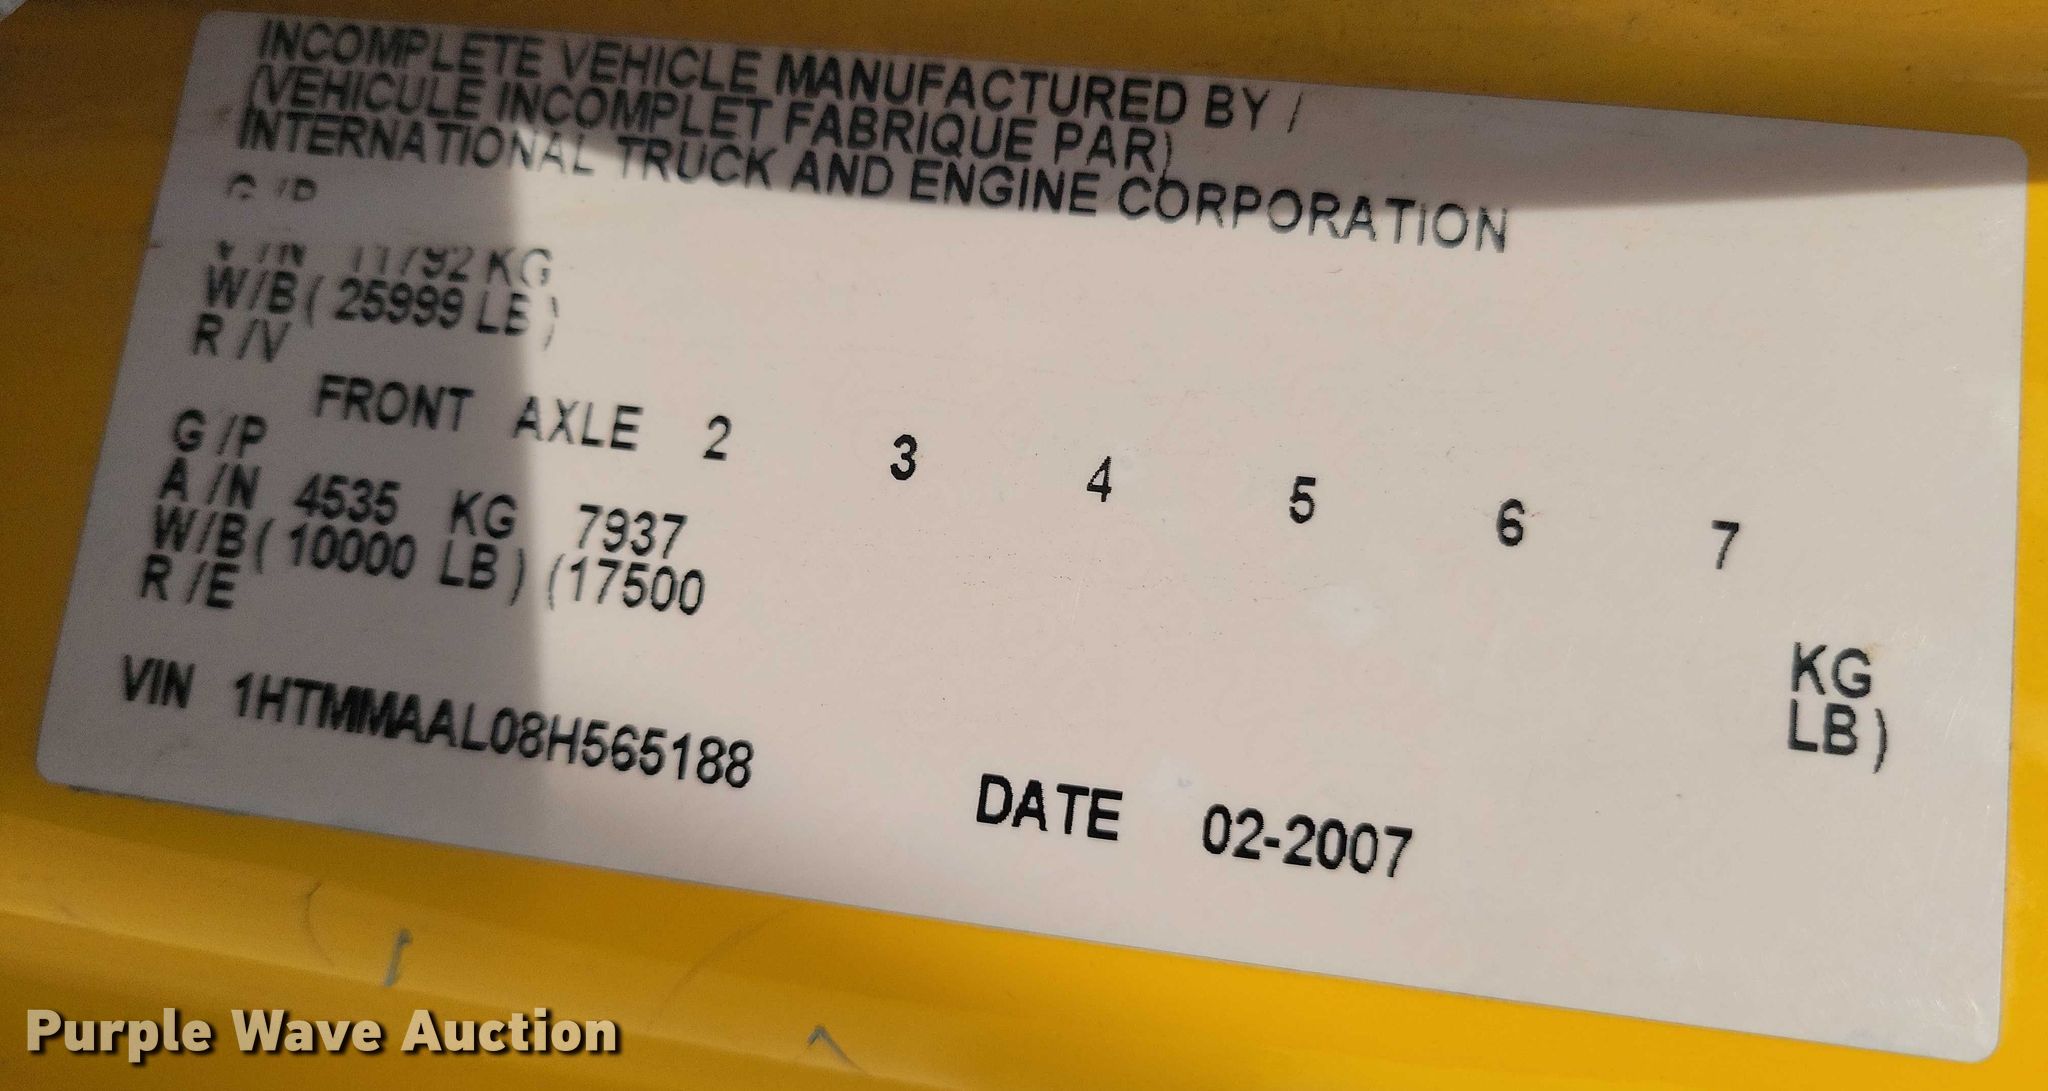 INCOMPLETE VEHICLE MANUFACTURED BY /
(VEHICULE INCOMPLET FABRIQUE PAR)
INTERNATIONAL TRUCK AND ENGINE CORPORATION
G /P
V /N 11792 KG
W/B ( 25999 LB )
R /V
FRONT AXLE 2 3 4 5 6 7
G /P
A /N 4535 KG 7937 KG
W/B ( 10000 LB ) (17500 LB )
R /E
VIN 1HTMMAAL08H565188 DATE 02-2007
Purple Wave Auction